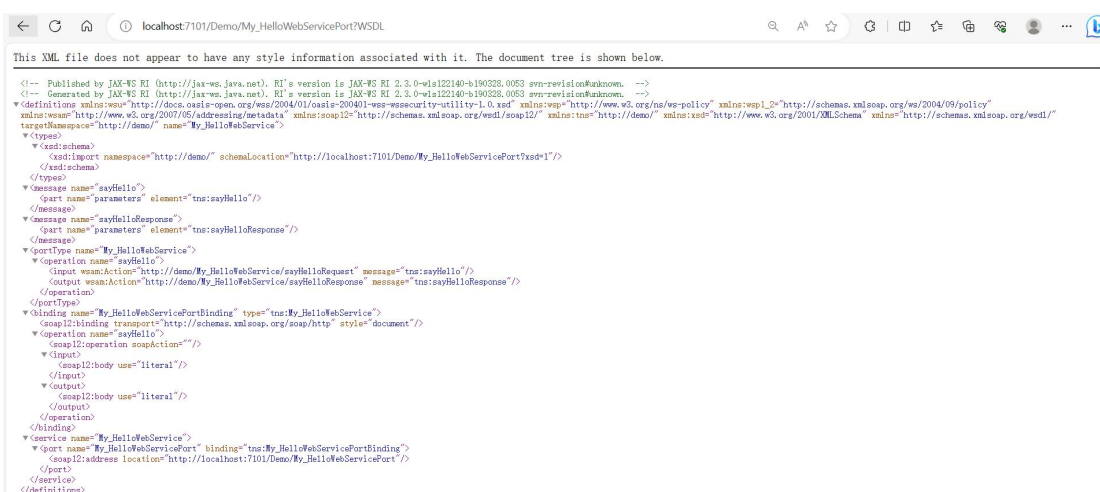 localhost:7101/Demo/My_HelloWebServicePort?WSDL
This XML file does not appear to have any style information associated with it. The document tree is shown below.
<!-- Published by JAX-WS RI (http://jax-ws.java.net). RI's version is JAX-WS RI 2.3.0-wls122140-b190328.0053 svn-revision#unknown. -->
<!-- Generated by JAX-WS RI (http://jax-ws.java.net). RI's version is JAX-WS RI 2.3.0-wls122140-b190328.0053 svn-revision#unknown. -->
▼<definitions xmlns:wsu="http://docs.oasis-open.org/wss/2004/01/oasis-200401-wss-wssecurity-utility-1.0.xsd" xmlns:wsp="http://www.w3.org/ns/ws-policy" xmlns:wsp1_2="http://schemas.xmlsoap.org/ws/2004/09/policy"
xmlns:wsam="http://www.w3.org/2007/05/addressing/metadata" xmlns:soap12="http://schemas.xmlsoap.org/wsdl/soap12/" xmlns:tns="http://demo/" xmlns:xsd="http://www.w3.org/2001/XMLSchema" xmlns="http://schemas.xmlsoap.org/wsdl/"
targetNamespace="http://demo/" name="My_HelloWebService">
▼<types>
▼<xsd:schema>
<xsd:import namespace="http://demo/" schemaLocation="http://localhost:7101/Demo/My_HelloWebServicePort?xsd=1"/>
</xsd:schema>
</types>
▼<message name="sayHello">
<part name="parameters" element="tns:sayHello"/>
</message>
▼<message name="sayHelloResponse">
<part name="parameters" element="tns:sayHelloResponse"/>
</message>
▼<portType name="My_HelloWebService">
▼<operation name="sayHello">
<input wsam:Action="http://demo/My_HelloWebService/sayHelloRequest" message="tns:sayHello"/>
<output wsam:Action="http://demo/My_HelloWebService/sayHelloResponse" message="tns:sayHelloResponse"/>
</operation>
</portType>
▼<binding name="My_HelloWebServicePortBinding" type="tns:My_HelloWebService">
<soap12:binding transport="http://schemas.xmlsoap.org/soap/http" style="document"/>
▼<operation name="sayHello">
<soap12:operation soapAction=""/>
▼<input>
<soap12:body use="literal"/>
</input>
▼<output>
<soap12:body use="literal"/>
</output>
</operation>
</binding>
▼<service name="My_HelloWebService">
▼<port name="My_HelloWebServicePort" binding="tns:My_HelloWebServicePortBinding">
<soap12:address location="http://localhost:7101/Demo/My_HelloWebServicePort"/>
</port>
</service>
</definitions>